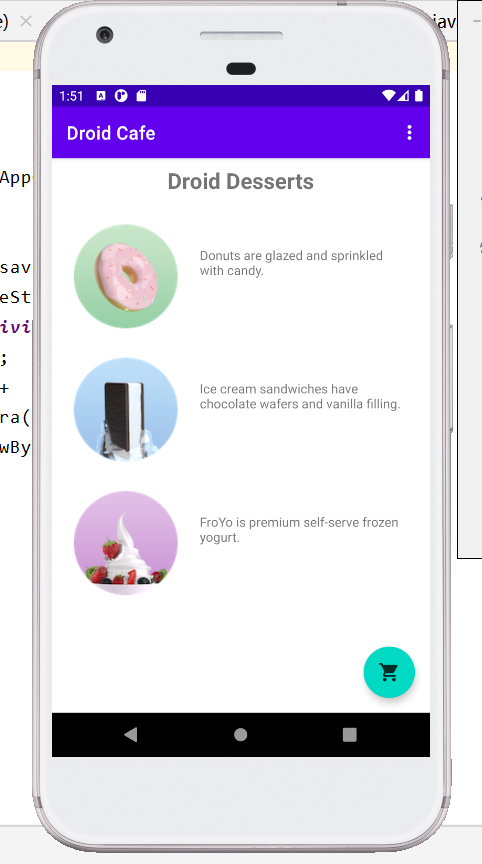 e)
jav
1:51
Droid Cafe
Droid Desserts
App
Donuts are glazed and sprinkled
with candy.
sav
eSt
ivi
;
Ice cream sandwiches have
+
chocolate wafers and vanilla filling.
ra(
wBy
FroYo is premium self-serve frozen
yogurt.